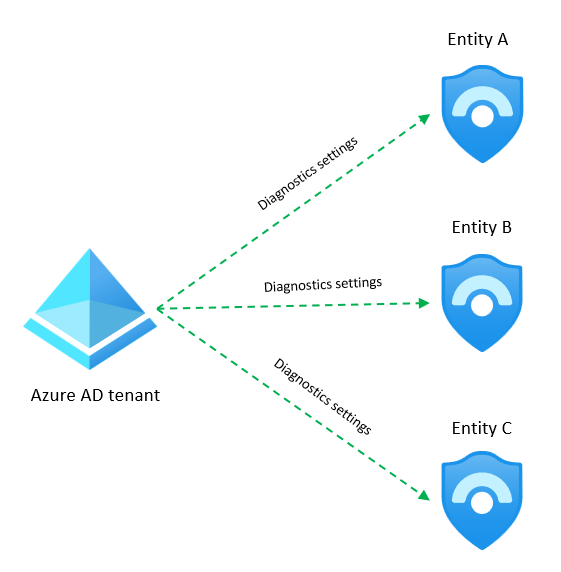 Entity A
Diagnostics settings
Entity B
Diagnostics settings
Azure AD tenant
Diagnostics settings
Entity C